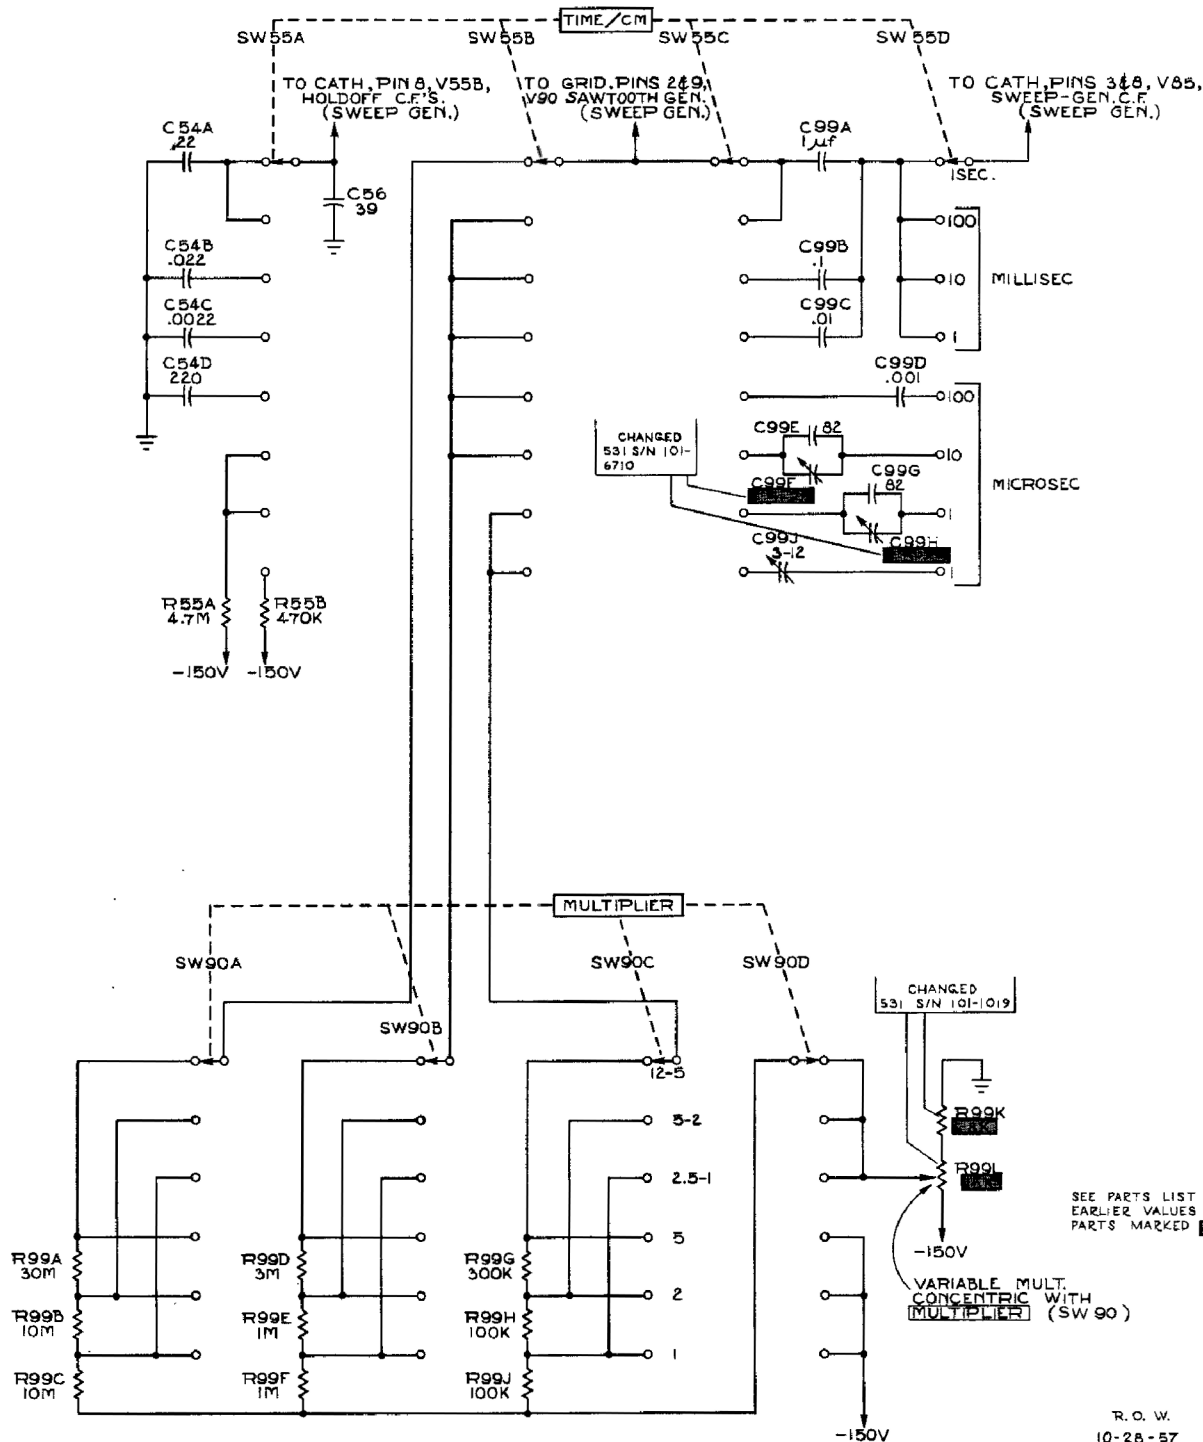 TIME/CM
SW55A
SW55B
SW55C
SW55D
TO CATH, PIN 8, V55B,
HOLDOFF C.F.'S.
(SWEEP GEN.)
TO GRID, PINS 2&9,
V90 SAWTOOTH GEN.
(SWEEP GEN.)
TO CATH, PINS 3&8, V85,
SWEEP-GEN. C.F.
(SWEEP GEN.)
C54A
.22
C56
39
C99A
1µf
1SEC.
100
C54B
.022
C99B
.1
10
MILLISEC
C54C
.0022
C99C
.01
1
C54D
220
C99D
.001
100
CHANGED
531 S/N 101-
6710
C99E
82
10
C99F
C99G
82
MICROSEC
1
C99H
C99J
3-12
.1
R55A
4.7M
R55B
470K
-150V
-150V
MULTIPLIER
SW90A
SW90B
SW90C
SW90D
CHANGED
531 S/N 101-1019
12-5
5-2
2.5-1
5
2
1
R99K
R99L
-150V
SEE PARTS LIST
EARLIER VALUES
PARTS MARKED
VARIABLE MULT.
CONCENTRIC WITH
MULTIPLIER (SW 90)
R99A
30M
R99B
10M
R99C
10M
R99D
3M
R99E
1M
R99F
1M
R99G
300K
R99H
100K
R99J
100K
-150V
R. O. W.
10-28-57